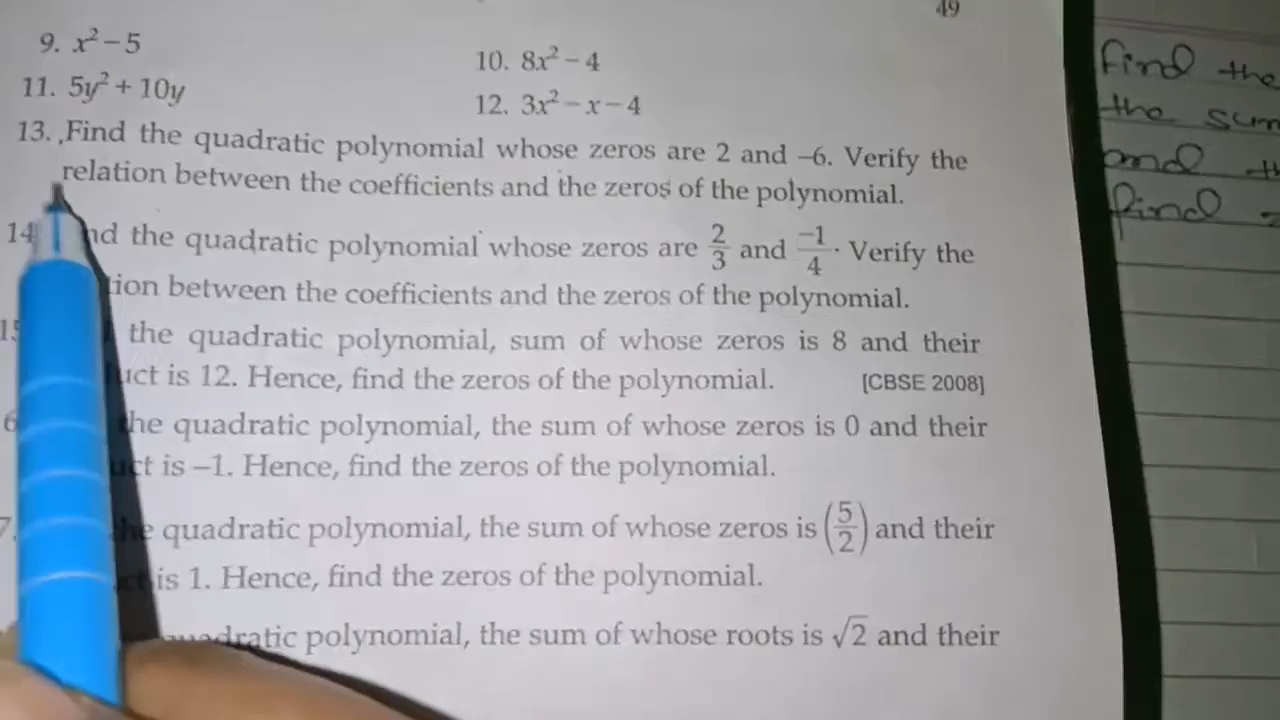 49
9. x² – 5
10. 8x² – 4
11. 5y² + 10y
12. 3x² – x – 4
13. Find the quadratic polynomial whose zeros are 2 and –6. Verify the
relation between the coefficients and the zeros of the polynomial.
14 nd the quadratic polynomial whose zeros are 2/3 and –1/4. Verify the
tion between the coefficients and the zeros of the polynomial.
the quadratic polynomial, sum of whose zeros is 8 and their
uct is 12. Hence, find the zeros of the polynomial. [CBSE 2008]
6 the quadratic polynomial, the sum of whose zeros is 0 and their
uct is –1. Hence, find the zeros of the polynomial.
7. he quadratic polynomial, the sum of whose zeros is (5/2) and their
ct is 1. Hence, find the zeros of the polynomial.
quadratic polynomial, the sum of whose roots is √2 and their
find the
the sum
and th
find